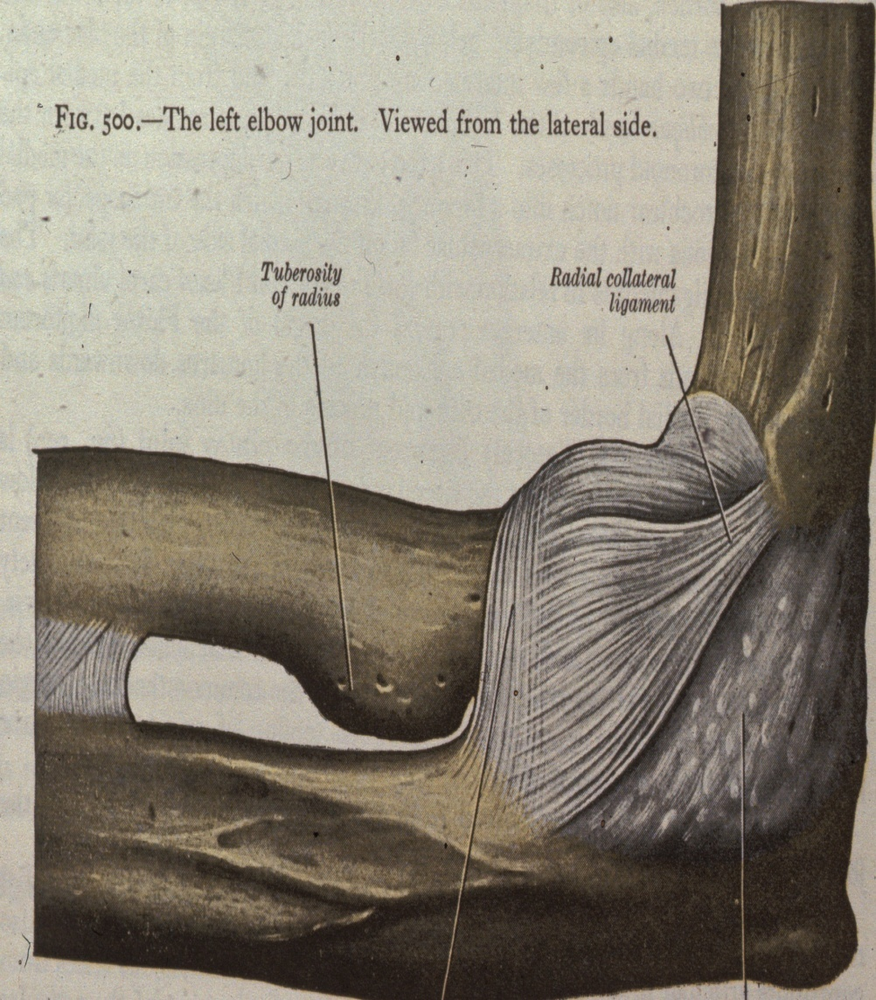 FIG. 500.—The left elbow joint. Viewed from the lateral side.
Tuberosity
of radius
Radial collateral
ligament